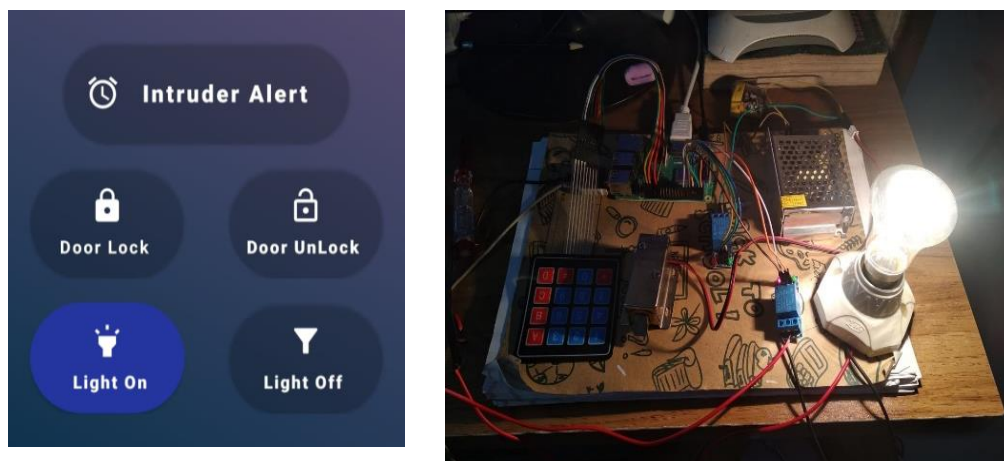 Intruder Alert
Door Lock
Door UnLock
Light On
Light Off
D
C
B
A